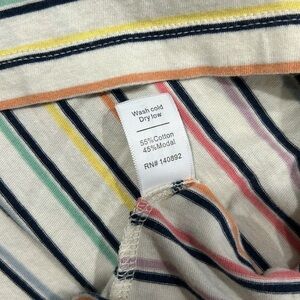 Wash cold
Dry low
55%Cotton
45%Modal
RN# 140892